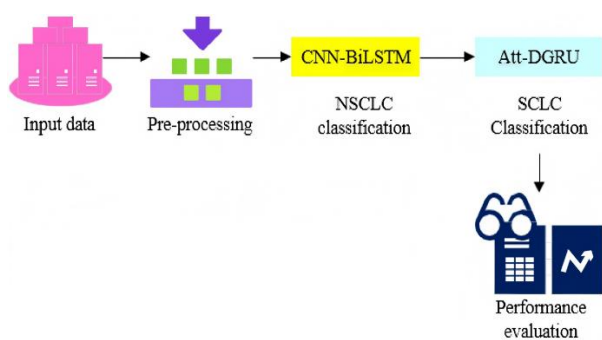 CNN-BiLSTM
Att-DGRU
Input data
Pre-processing
NSCLC
classification
SCLC
Classification
Performance
evaluation